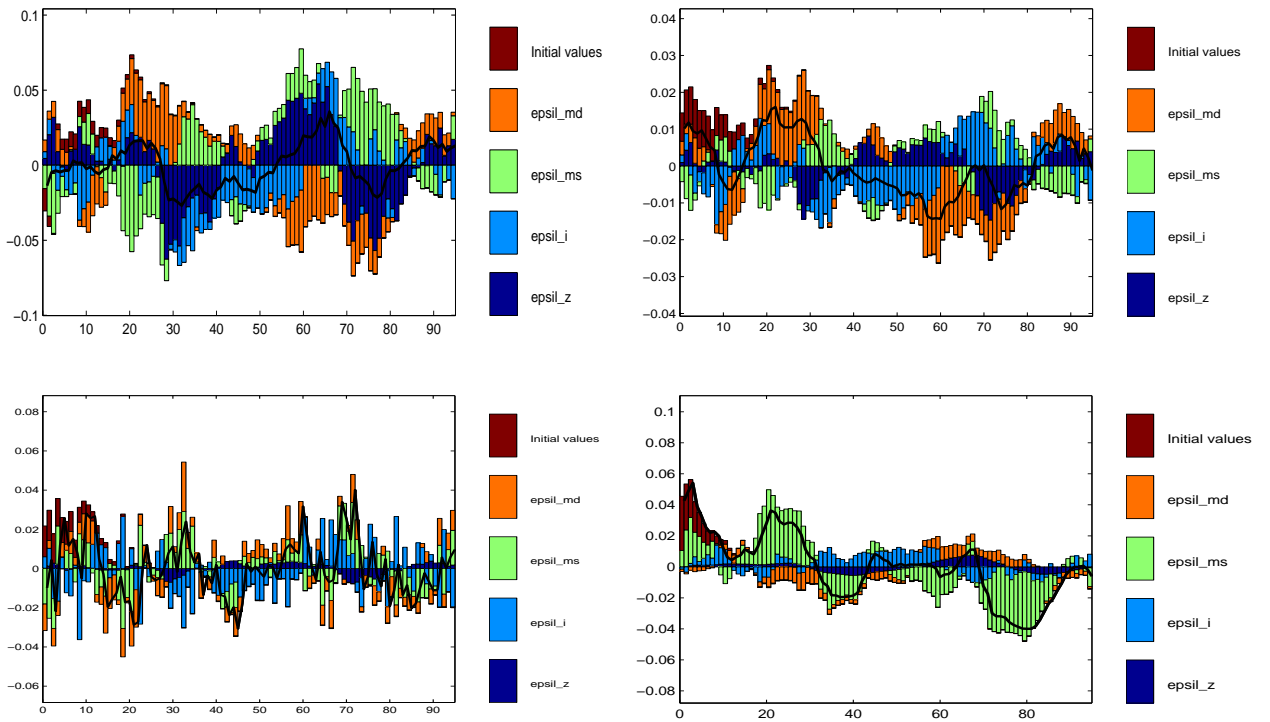 0.1
0.05
0
−0.05
−0.1
0 10 20 30 40 50 60 70 80 90
Initial values
epsil_md
epsil_ms
epsil_i
epsil_z
0.04
0.03
0.02
0.01
0
−0.01
−0.02
−0.03
−0.04
0 10 20 30 40 50 60 70 80 90
Initial values
epsil_md
epsil_ms
epsil_i
epsil_z
0.08
0.06
0.04
0.02
0
−0.02
−0.04
−0.06
0 10 20 30 40 50 60 70 80 90
Initial values
epsil_md
epsil_ms
epsil_i
epsil_z
0.1
0.08
0.06
0.04
0.02
0
−0.02
−0.04
−0.06
−0.08
0 20 40 60 80
Initial values
epsil_md
epsil_ms
epsil_i
epsil_z